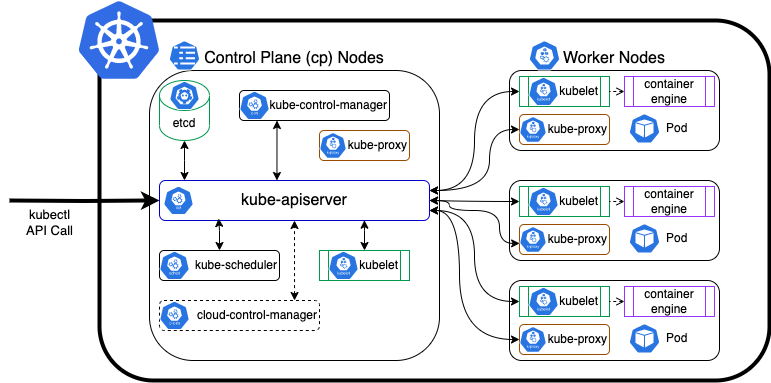 Control Plane (cp) Nodes
Worker Nodes
etcd
kube-control-manager
kube-proxy
kubectl
API Call
kube-apiserver
kube-scheduler
kubelet
cloud-control-manager
kubelet
container
engine
kube-proxy
Pod
kubelet
container
engine
kube-proxy
Pod
kubelet
container
engine
kube-proxy
Pod